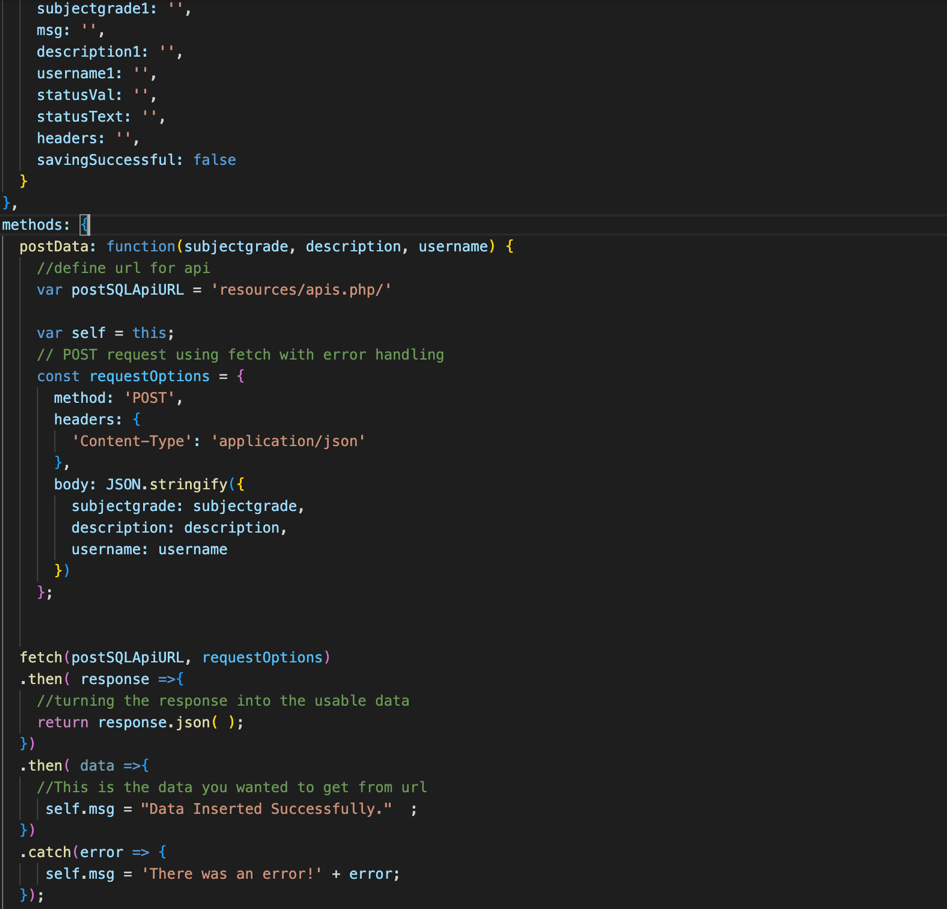 subjectgrade1: '',
msg: '',
description1: '',
username1: '',
statusVal: '',
statusText: '',
headers: '',
savingSuccessful: false
}
},
methods: {
postData: function(subjectgrade, description, username) {
//define url for api
var postSQLApiURL = 'resources/apis.php/'
var self = this;
// POST request using fetch with error handling
const requestOptions = {
method: 'POST',
headers: {
'Content-Type': 'application/json'
},
body: JSON.stringify({
subjectgrade: subjectgrade,
description: description,
username: username
})
};
fetch(postSQLApiURL, requestOptions)
.then( response =>{
//turning the response into the usable data
return response.json( );
})
.then( data =>{
//This is the data you wanted to get from url
self.msg = "Data Inserted Successfully."  ;
})
.catch(error => {
self.msg = 'There was an error!' + error;
});